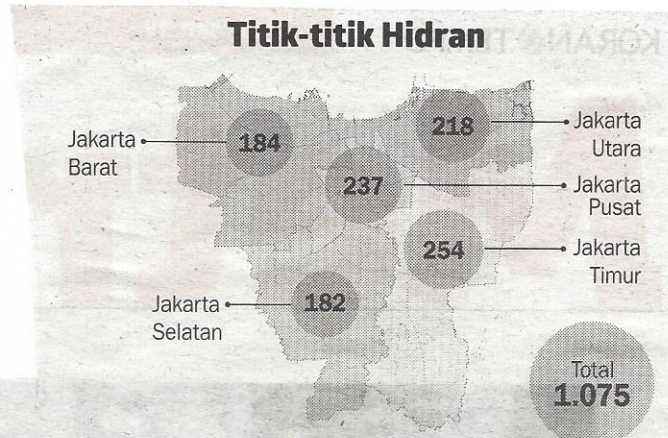 Titik-titik Hidran
Jakarta
Barat
184
218
Jakarta
Utara
237
Jakarta
Pusat
254
Jakarta
Timur
Jakarta
Selatan
182
Total
1.075